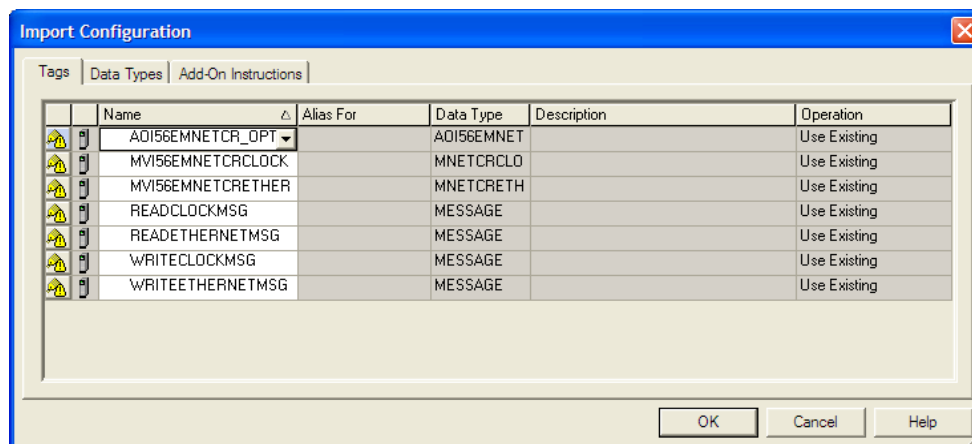 Import Configuration
Tags Data Types Add-On Instructions
Name Alias For Data Type Description Operation
AOI56EMNETCR_OPT AOI56EMNET Use Existing
MVI56EMNETCRCLOCK MNETCRCLO Use Existing
MVI56EMNETCRETHER MNETCRETH Use Existing
READCLOCKMSG MESSAGE Use Existing
READETHERNETMSG MESSAGE Use Existing
WRITECLOCKMSG MESSAGE Use Existing
WRITEETHERNETMSG MESSAGE Use Existing
OK Cancel Help